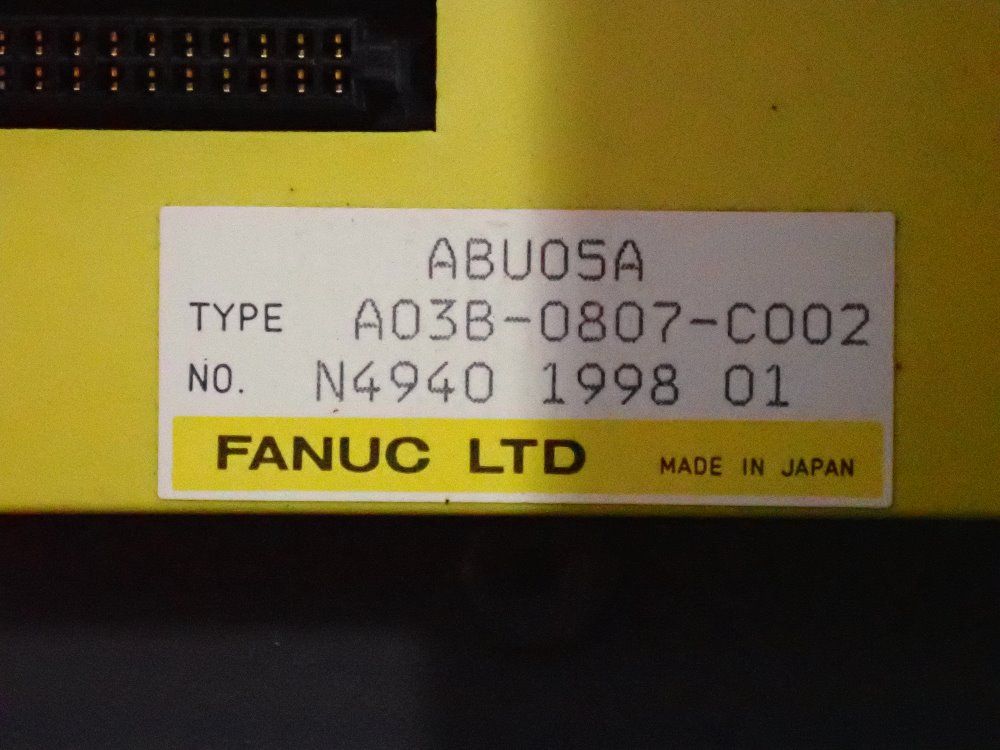 ABU05A
TYPE A03B-0807-C002
NO. N4940 1998 01
FANUC LTD MADE IN JAPAN